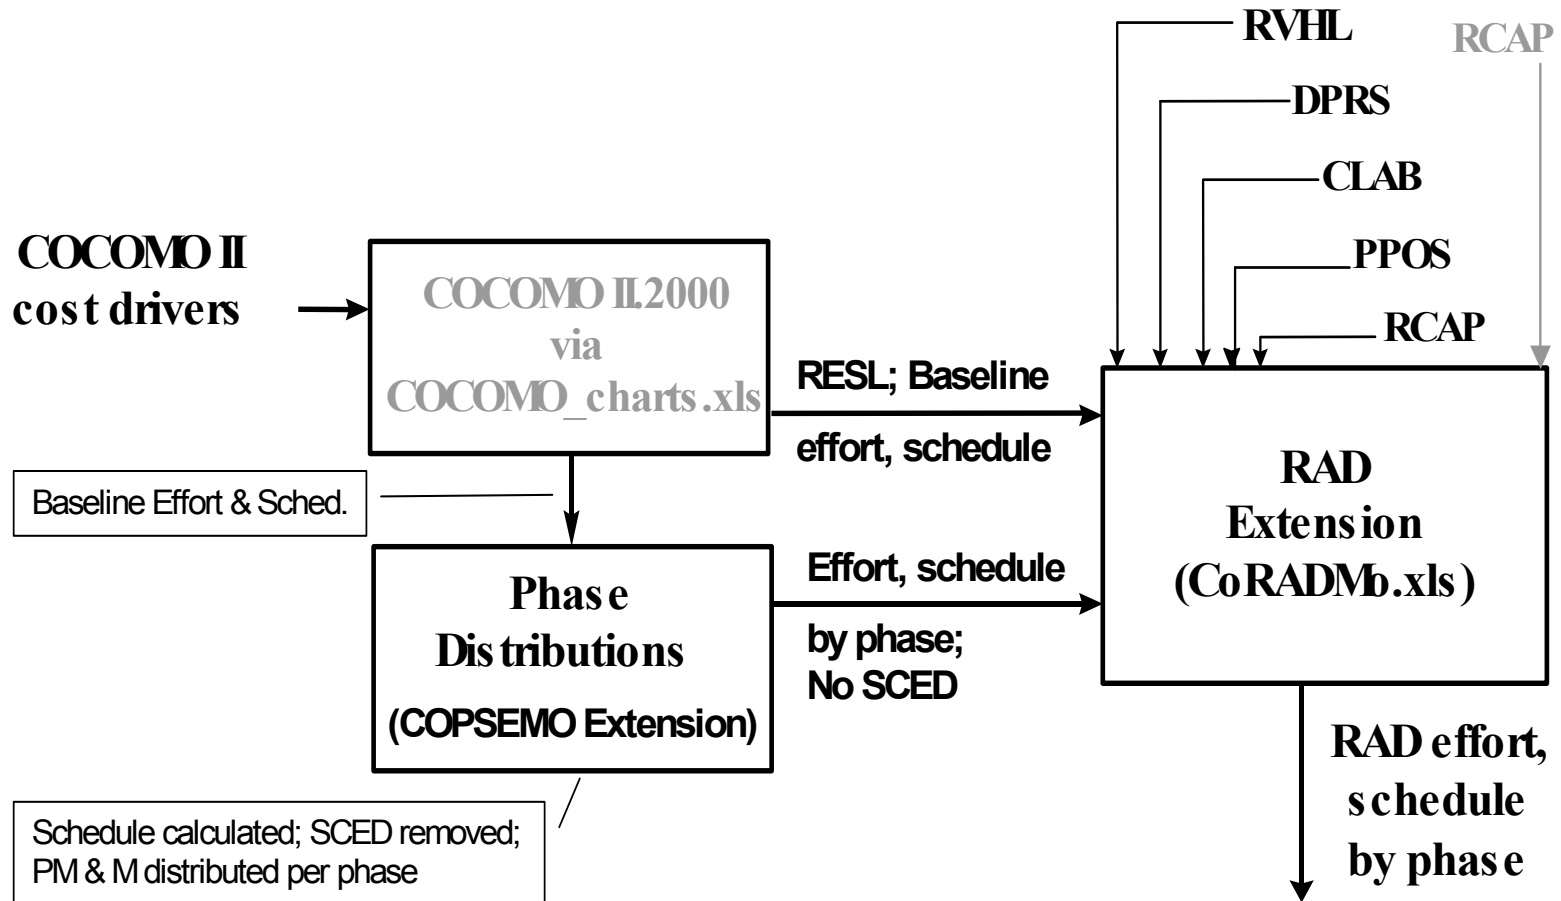 RVHL
RCAP
DPRS
CLAB
PPOS
RCAP
COCOMO II
cost drivers
COCOMO II.2000
via
COCOMO_charts.xls
RESL; Baseline
effort, schedule
Baseline Effort & Sched.
Phase
Distributions
(COPSEMO Extension)
Effort, schedule
by phase;
No SCED
RAD
Extension
(CoRADMo.xls)
Schedule calculated; SCED removed;
PM & M distributed per phase
RAD effort,
schedule
by phase